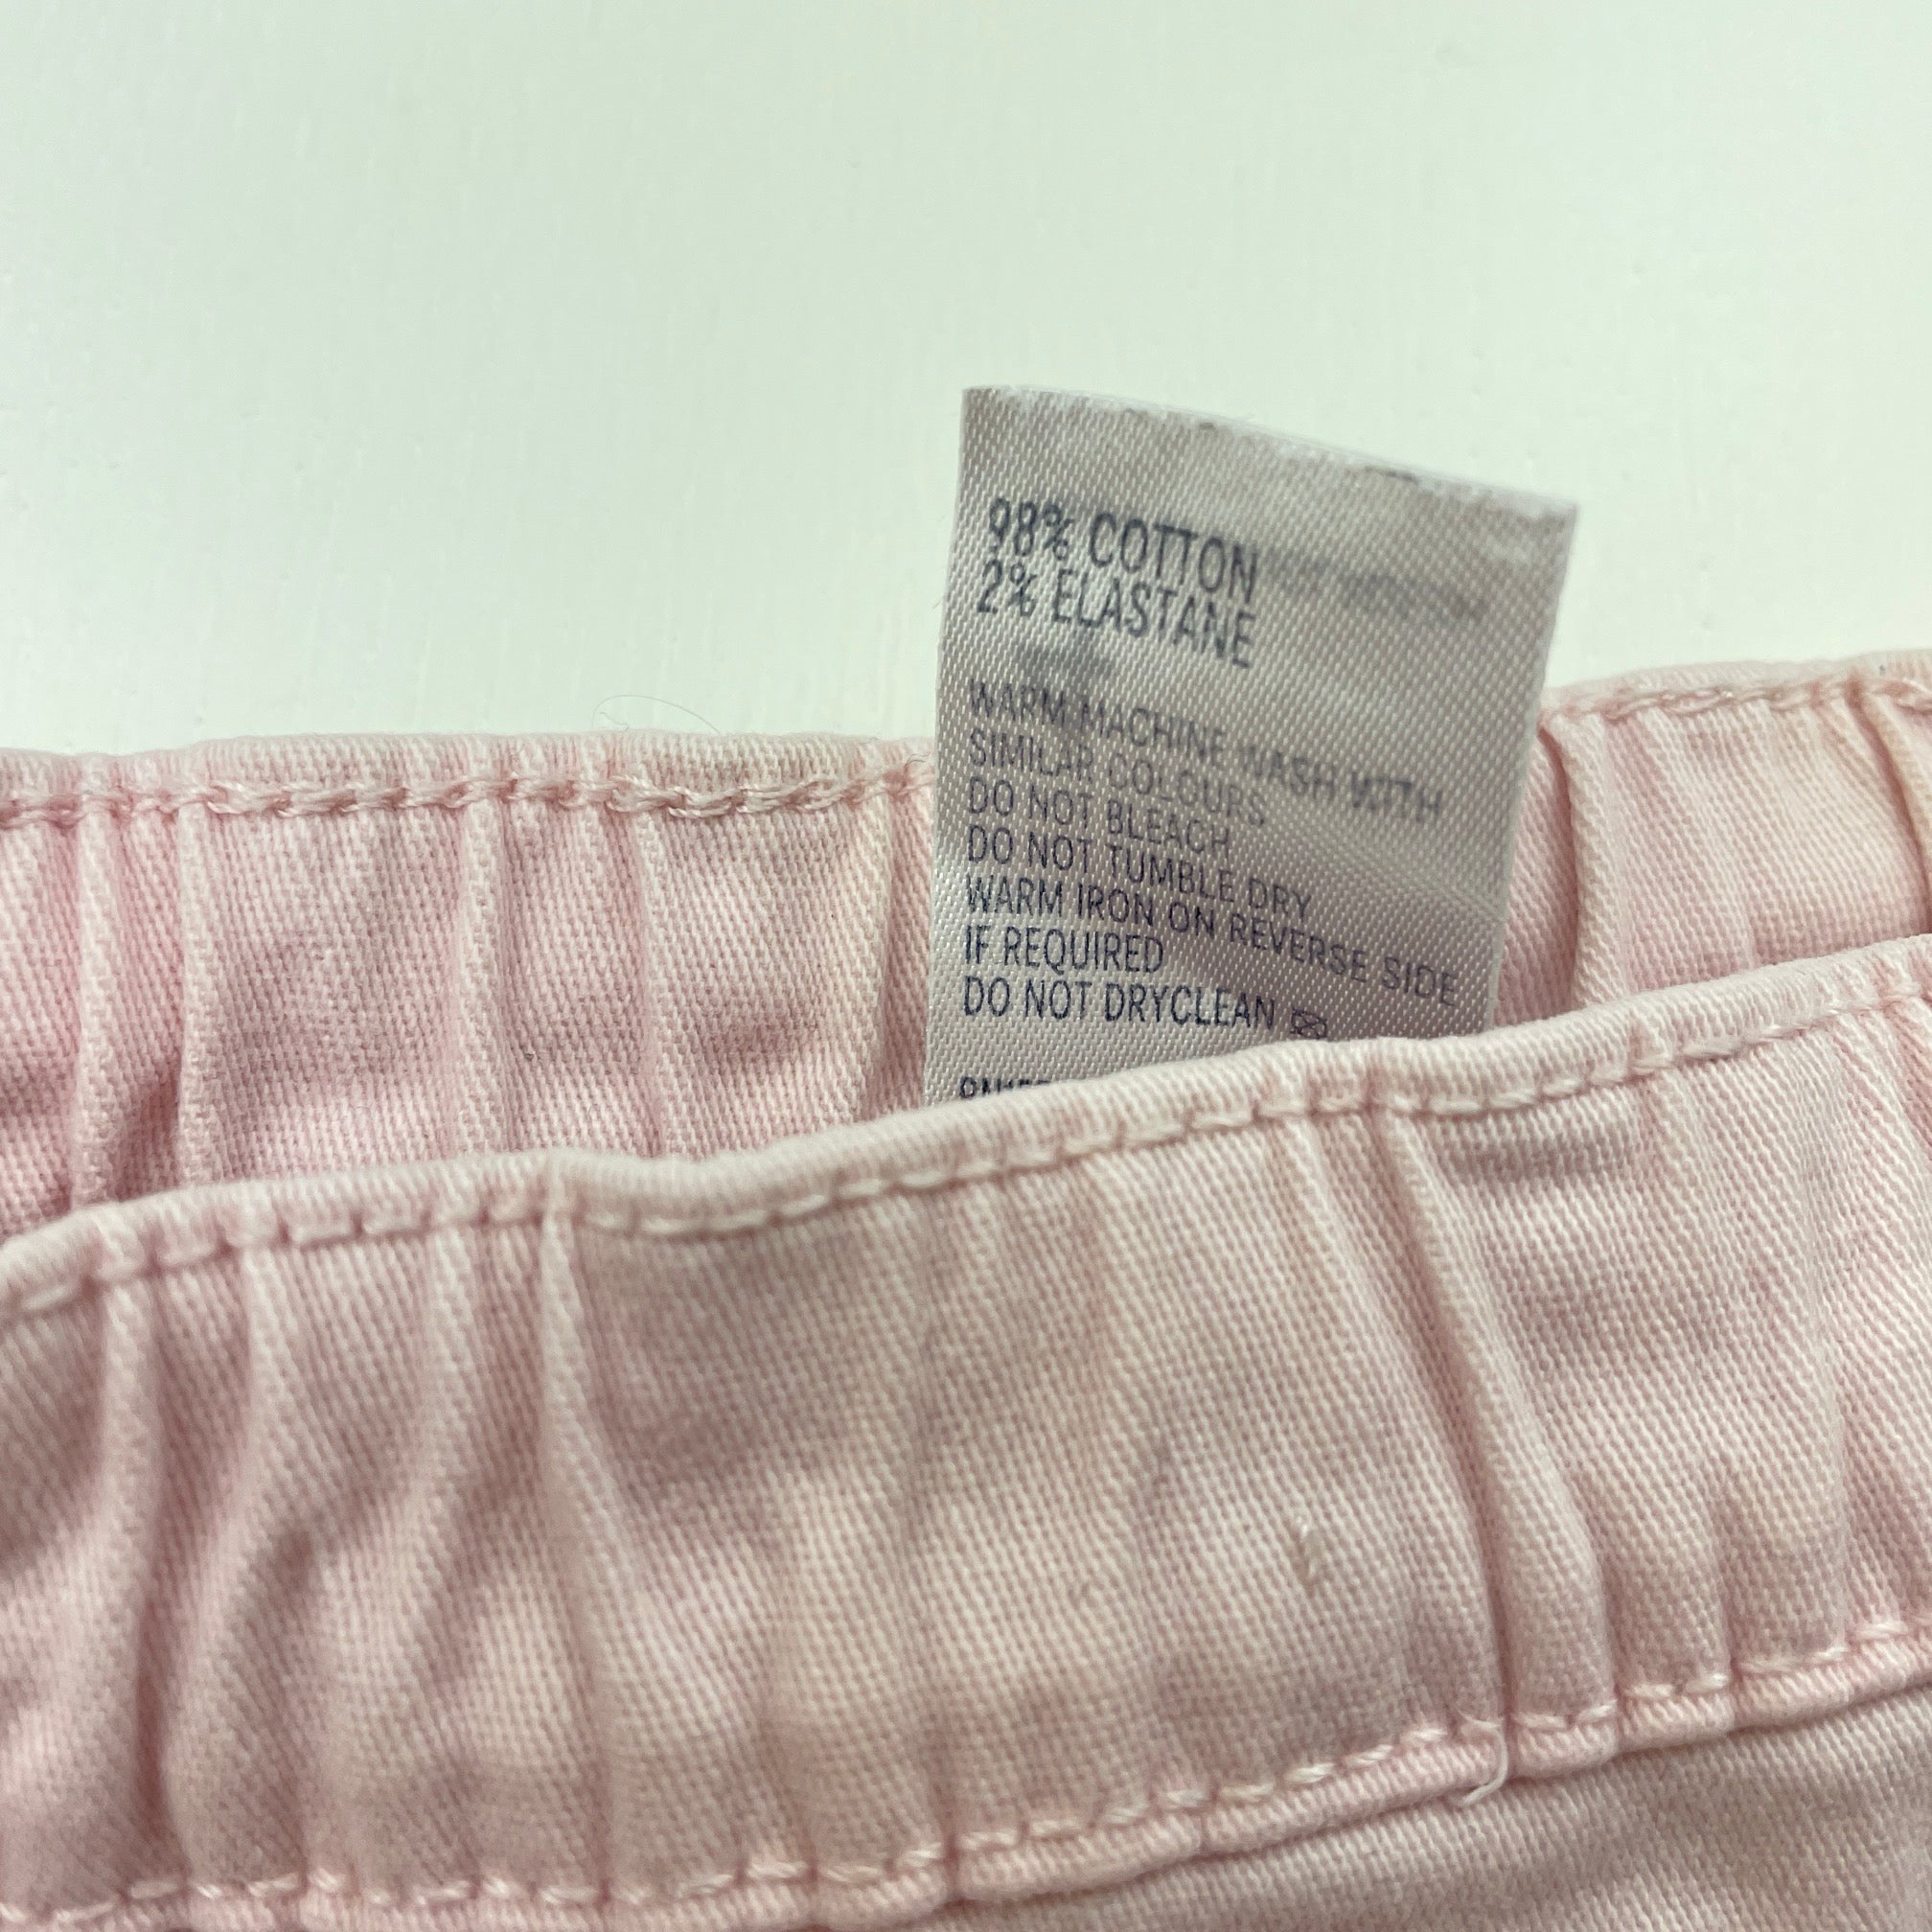 98% COTTON
2% ELASTANE
WARM MACHINE WASH WITH
SIMILAR COLOURS
DO NOT BLEACH
DO NOT TUMBLE DRY
WARM IRON ON REVERSE SIDE
IF REQUIRED
DO NOT DRYCLEAN